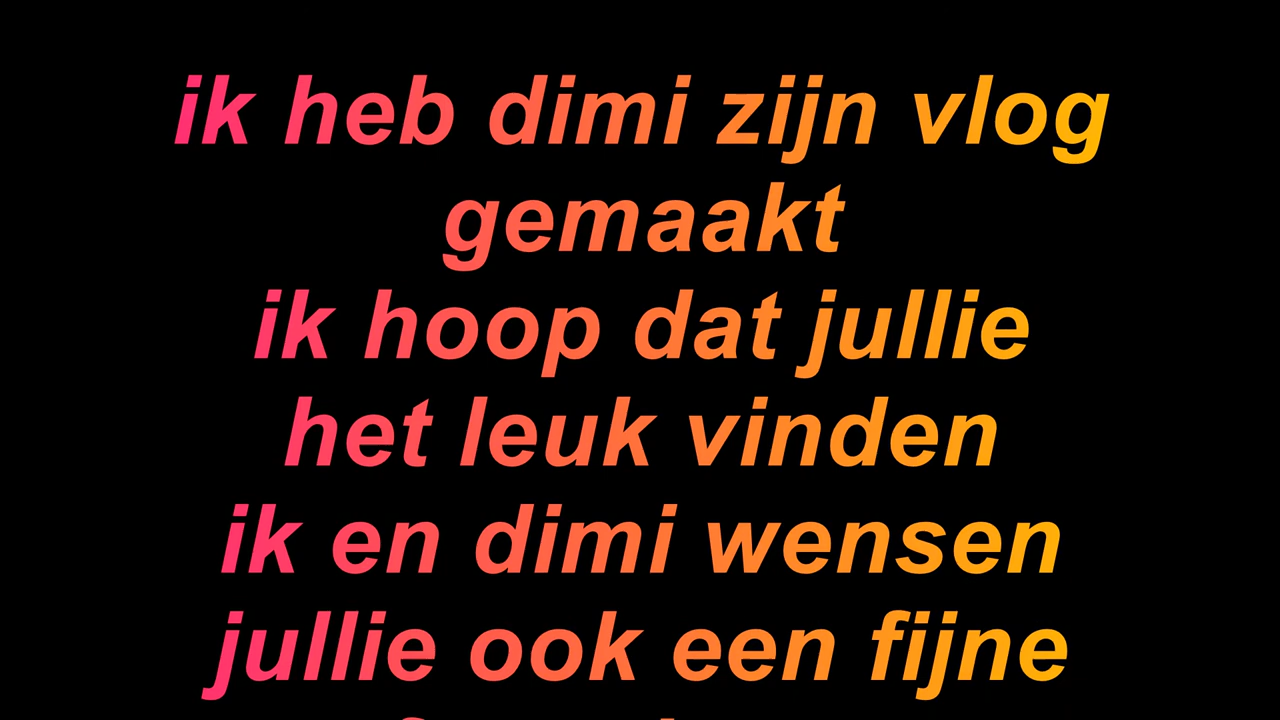 ik heb dimi zijn vlog
gemaakt
ik hoop dat jullie
het leuk vinden
ik en dimi wensen
jullie ook een fijne